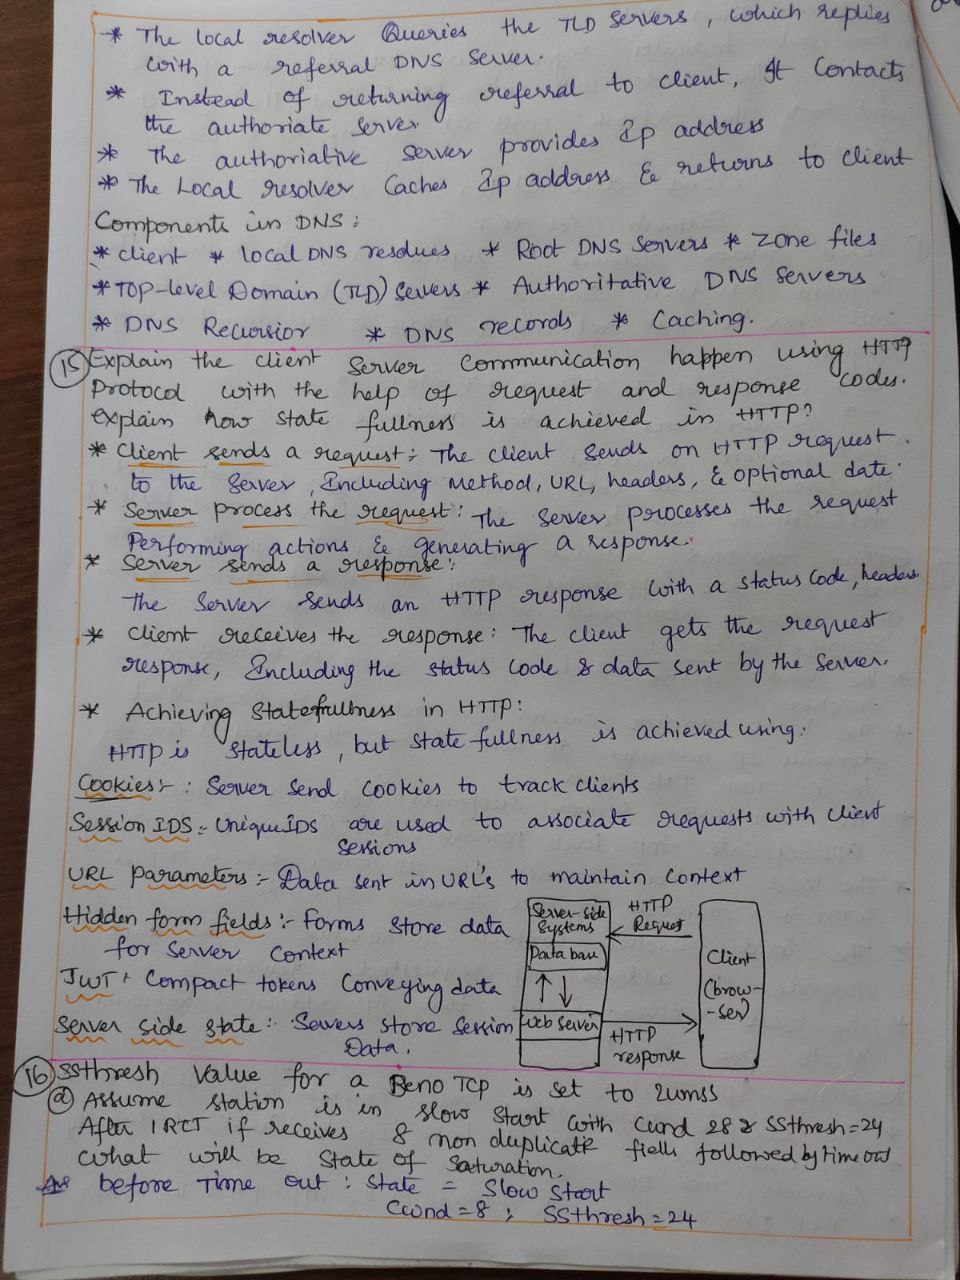 * The local resolver Queries the TLD servers, which replies
with a referral DNS server.
* Instead of returning referral to client, It Contacts
the authoriate server
* The authoriative server provides Ip address
* The Local resolver Caches Ip address & returns to client
Components in DNS:
* client * local DNS resdues * Root DNS Servers * Zone files
* TOP-level Domain (TLD) Severs * Authoritative DNS Servers
* DNS Recursior * DNS records * Caching.
15 Explain the client Server Communication happen using HTTP
Protocol with the help of request and response codes.
explain how state fullness is achieved in HTTP?
* Client sends a request: The client sends on HTTP request.
to the Server, Including Method, URL, headers, & optional date.
* Server process the request: The Server processes the request
Performing actions & generating a response.
* Server sends a response:
The Server sends an HTTP response with a status code, headers
* Client receives the response: The client gets the request
response, Including the status code & data sent by the Server.
* Achieving Statefullness in HTTP:
HTTP is stateless, but state fullness is achieved using:
Cookies:- : Server Send Cookies to track clients
Session IDS:- Unique IDS are used to associate requests with client
Sessions
URL Parameters:- Data sent in URL's to maintain Context
Hidden form fields:- Forms store data
for Server Context
JWT: Compact tokens Conveying data
Server side state:- Severs store Session
Data.
Server-side
Systems
Data base
Web Server
HTTP
Request
HTTP
response
Client
(brow-
-ser)
16 SSthresh Value for a Reno TCP is set to 24mss
a Assume station is in slow start with Cwnd 28 & SSthresh=24
After 1RTT if receives 8 non duplicate followed by time out
What will be State of Saturation.
before Time out: State = Slow Start
Cwnd = 8; SSthresh = 24